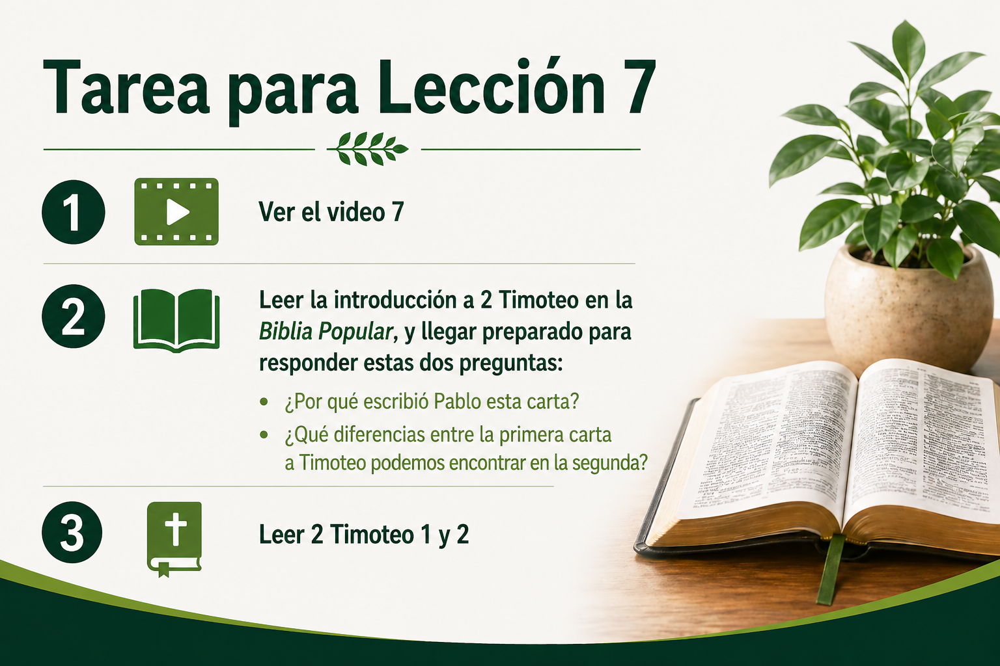 Tarea para Lección 7
1
Ver el video 7
2
Leer la introducción a 2 Timoteo en la
Biblia Popular, y llegar preparado para
responder estas dos preguntas:
• ¿Por qué escribió Pablo esta carta?
• ¿Qué diferencias entre la primera carta
a Timoteo podemos encontrar en la segunda?
3
Leer 2 Timoteo 1 y 2